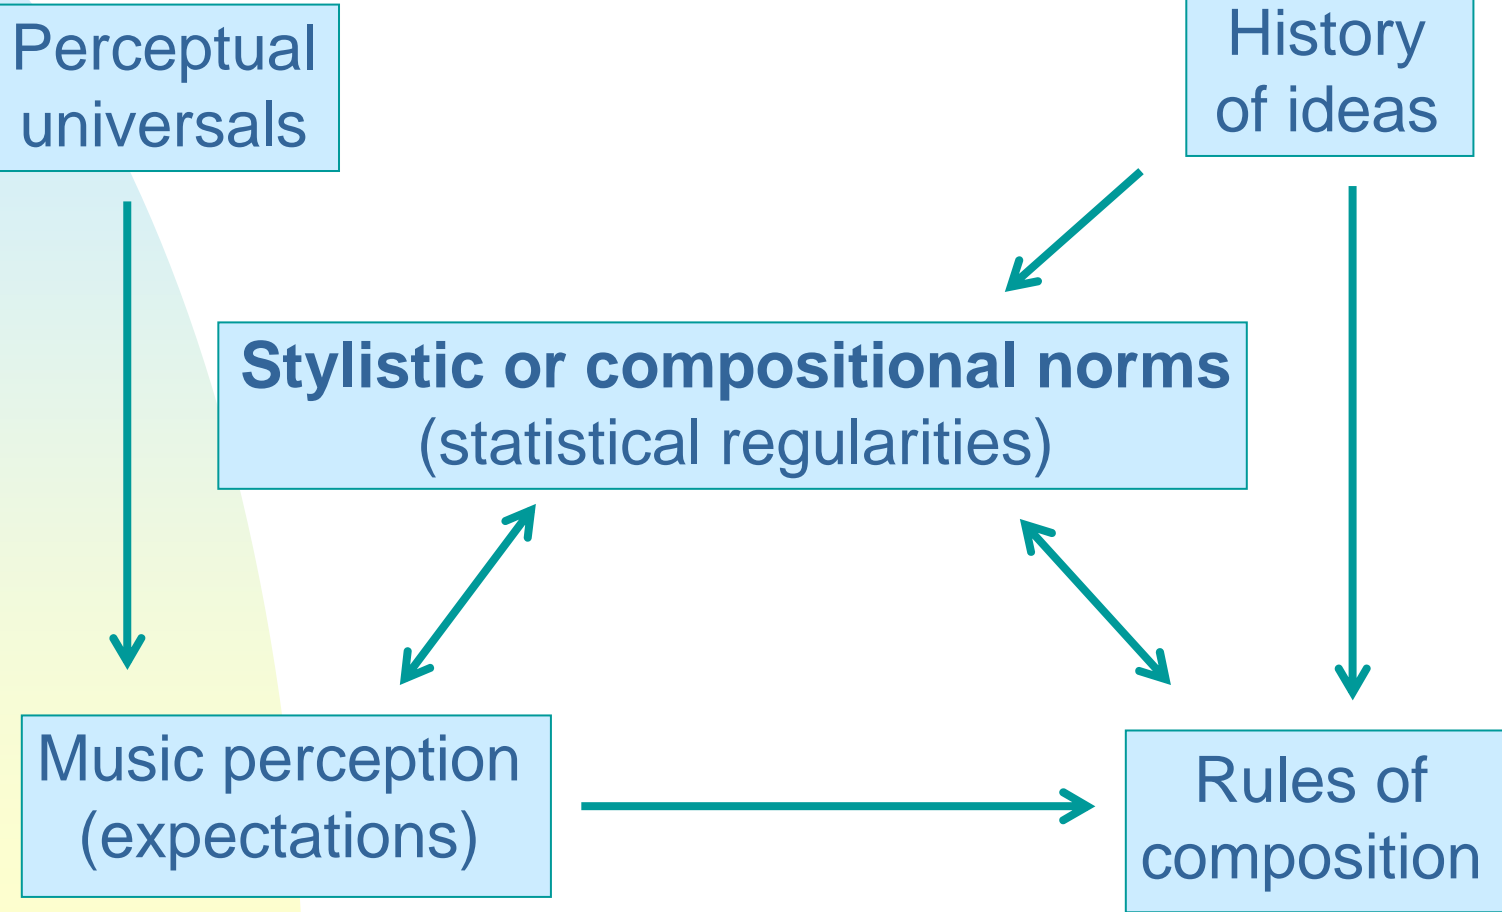 Perceptual
universals
History
of ideas
Stylistic or compositional norms
(statistical regularities)
Music perception
(expectations)
Rules of
composition